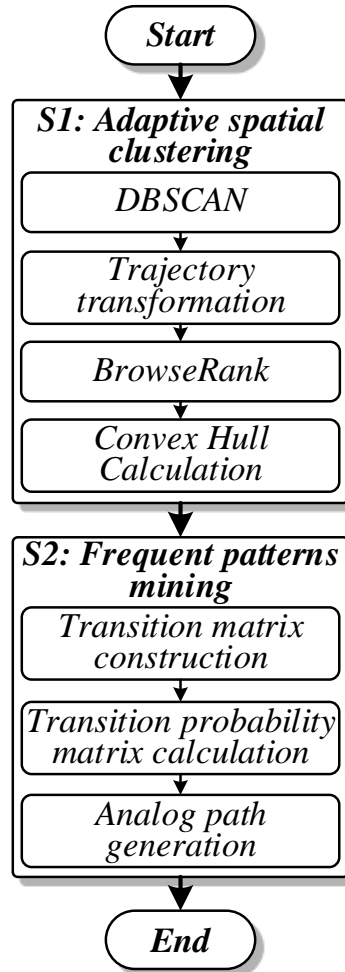 Start
S1: Adaptive spatial
clustering
DBSCAN
Trajectory
transformation
BrowseRank
Convex Hull
Calculation
S2: Frequent patterns
mining
Transition matrix
construction
Transition probability
matrix calculation
Analog path
generation
End